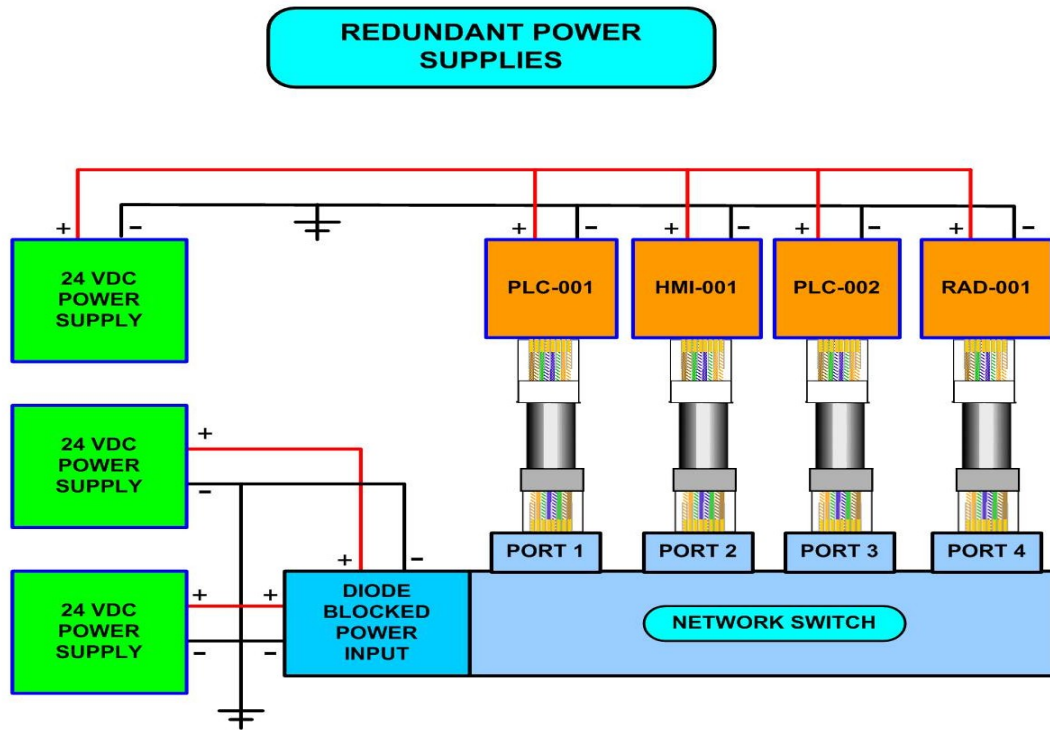 REDUNDANT POWER
SUPPLIES
+ - + - + - + - + -
24 VDC
POWER
SUPPLY
PLC-001
HMI-001
PLC-002
RAD-001
24 VDC
POWER
SUPPLY
+
-
+ -
PORT 1
PORT 2
PORT 3
PORT 4
24 VDC
POWER
SUPPLY
+ +
- -
DIODE
BLOCKED
POWER
INPUT
NETWORK SWITCH